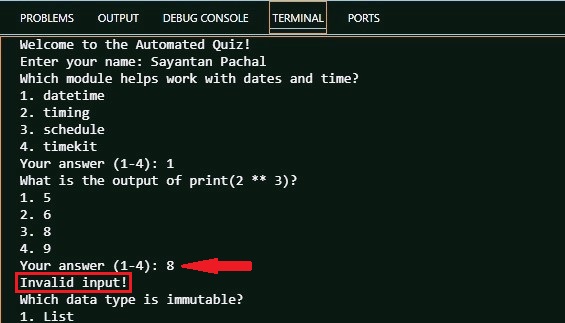 PROBLEMS OUTPUT DEBUG CONSOLE TERMINAL PORTS
Welcome to the Automated Quiz!
Enter your name: Sayantan Pachal
Which module helps work with dates and time?
1. datetime
2. timing
3. schedule
4. timekit
Your answer (1-4): 1
What is the output of print(2 ** 3)?
1. 5
2. 6
3. 8
4. 9
Your answer (1-4): 8
Invalid input!
Which data type is immutable?
1. List